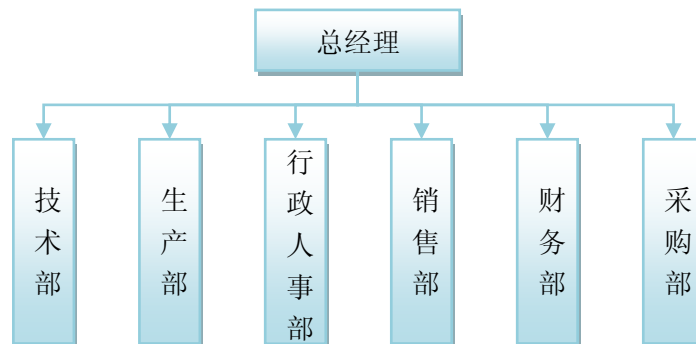 总经理
技术部
生产部
行政人事部
销售部
财务部
采购部